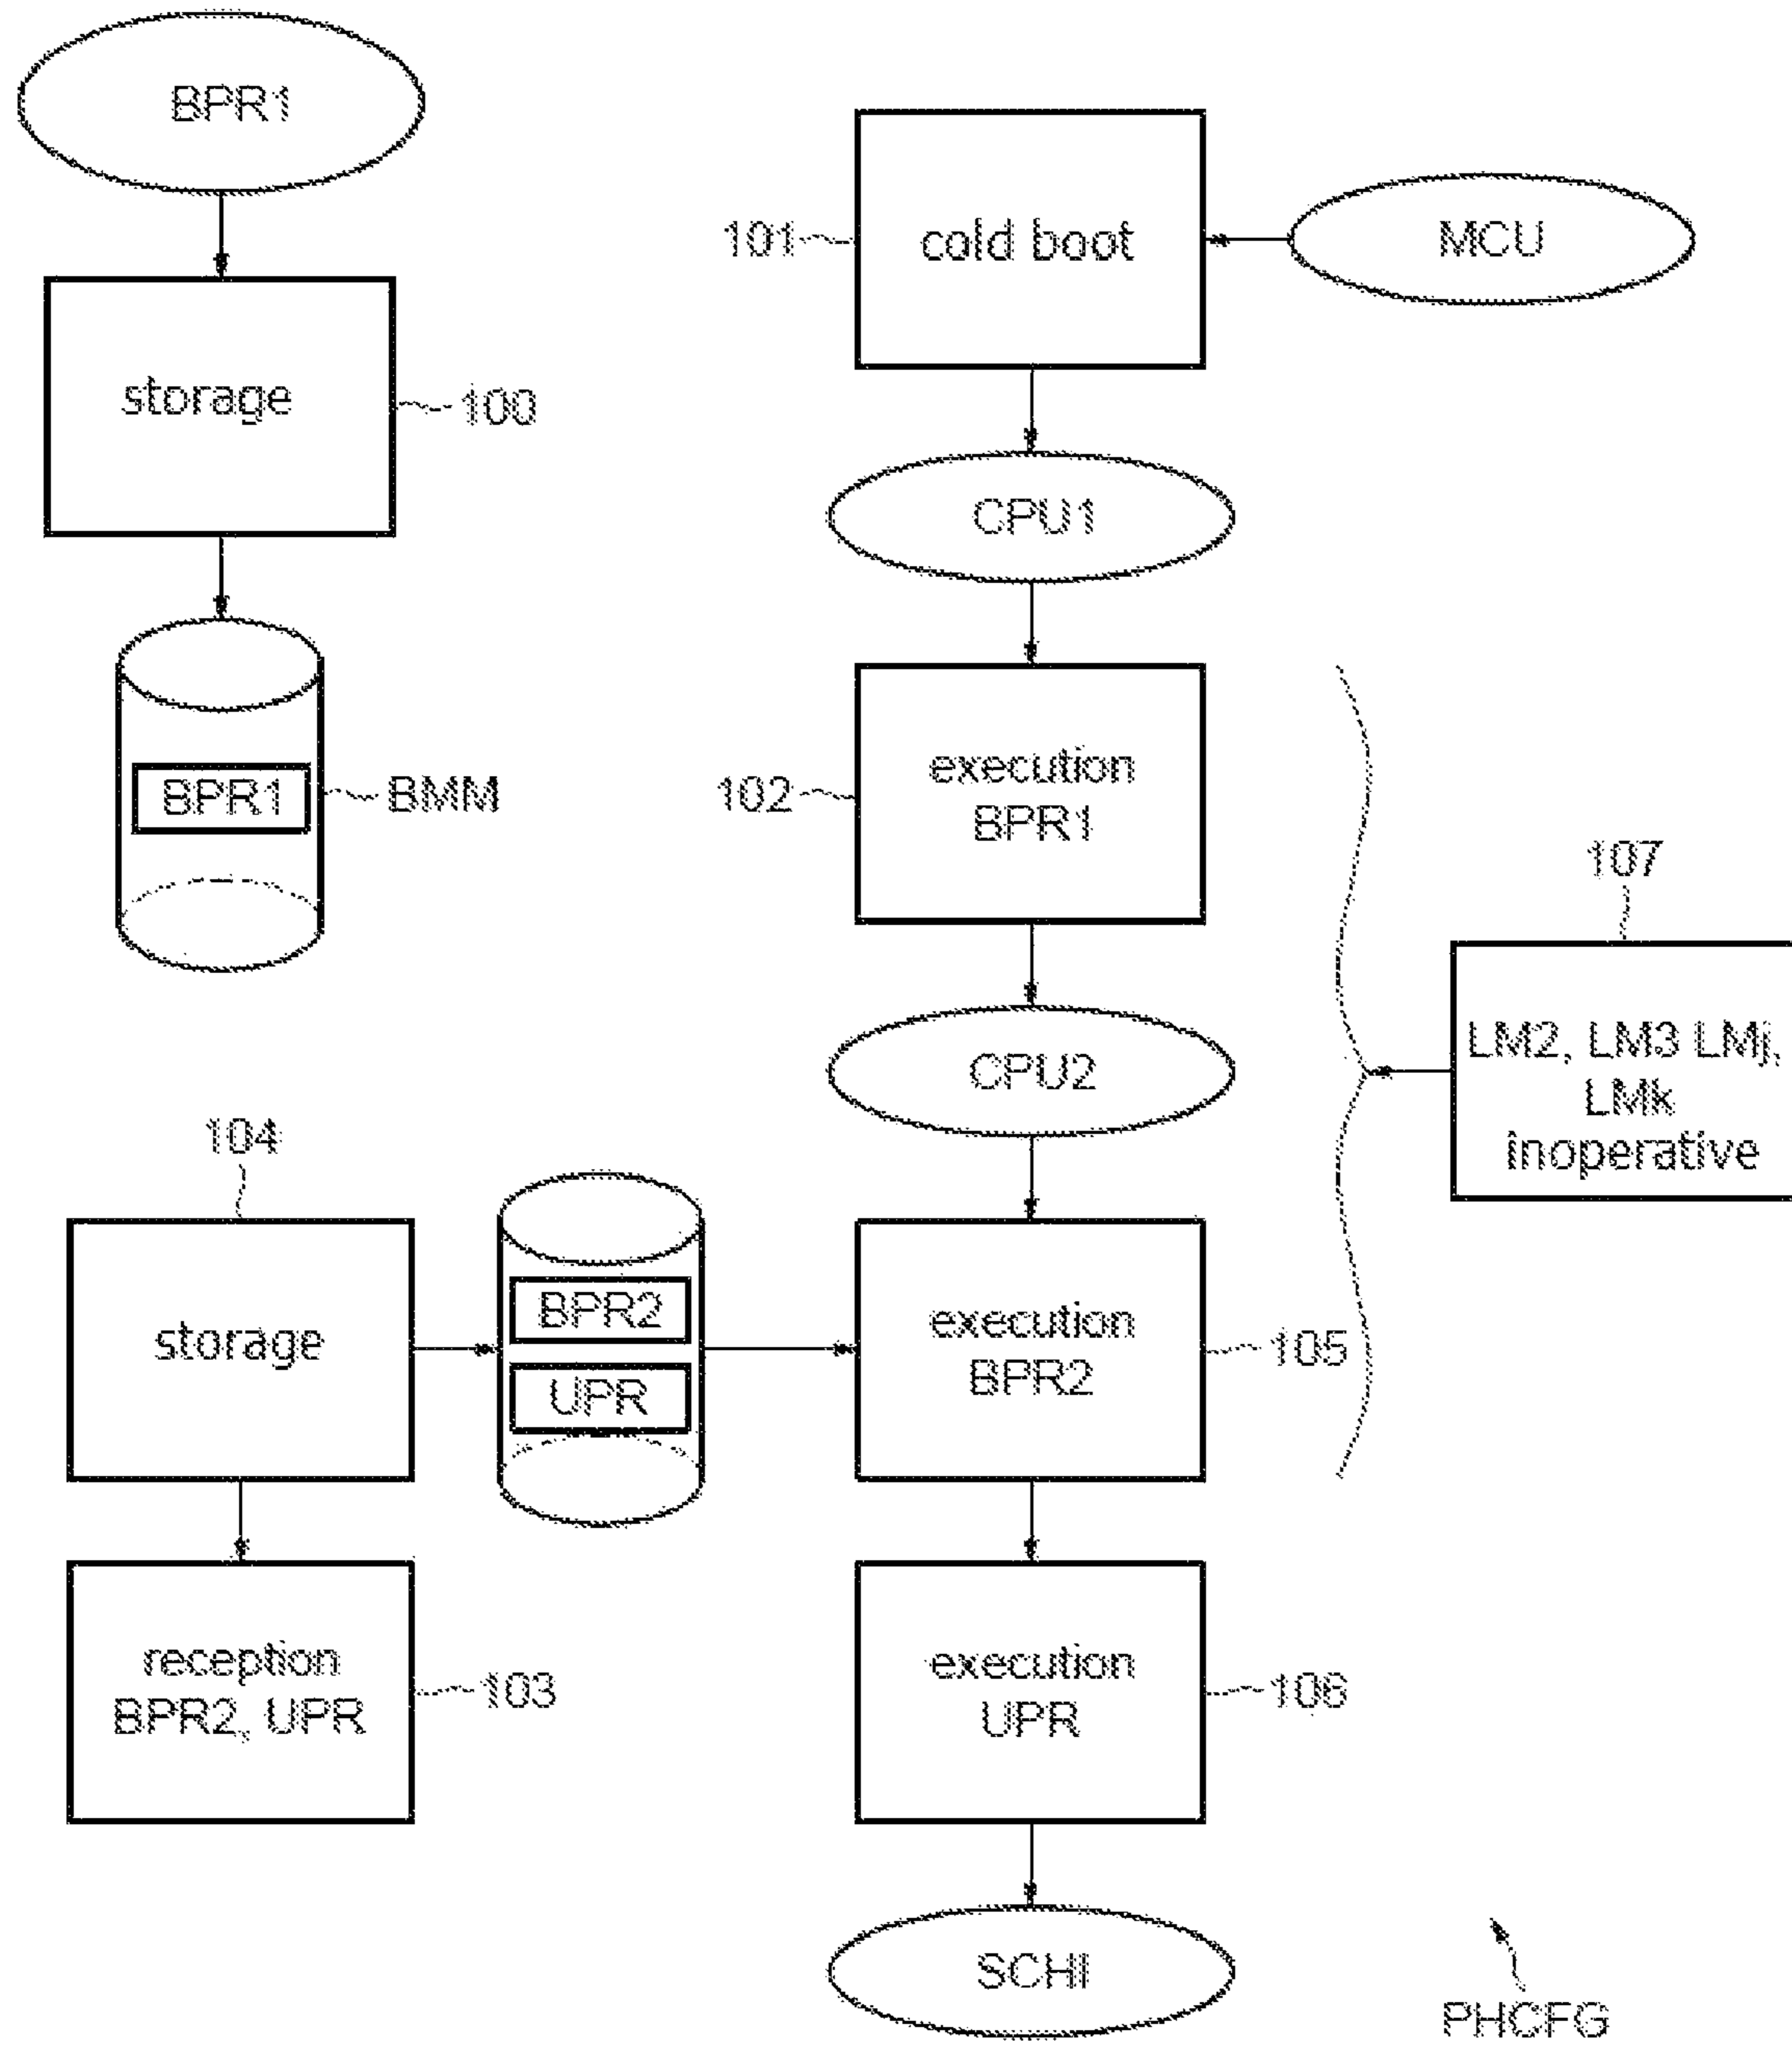 BPR1
101
cold boot
MCU
storage
100
CPU1
BPR1
BMM
102
execution
BPR1
107
LM2, LM3 LMj,
LMk
inoperative
CPU2
104
storage
BPR2
UPR
execution
BPR2
105
reception
BPR2, UPR
103
execution
UPR
106
SCHI
PHCFG